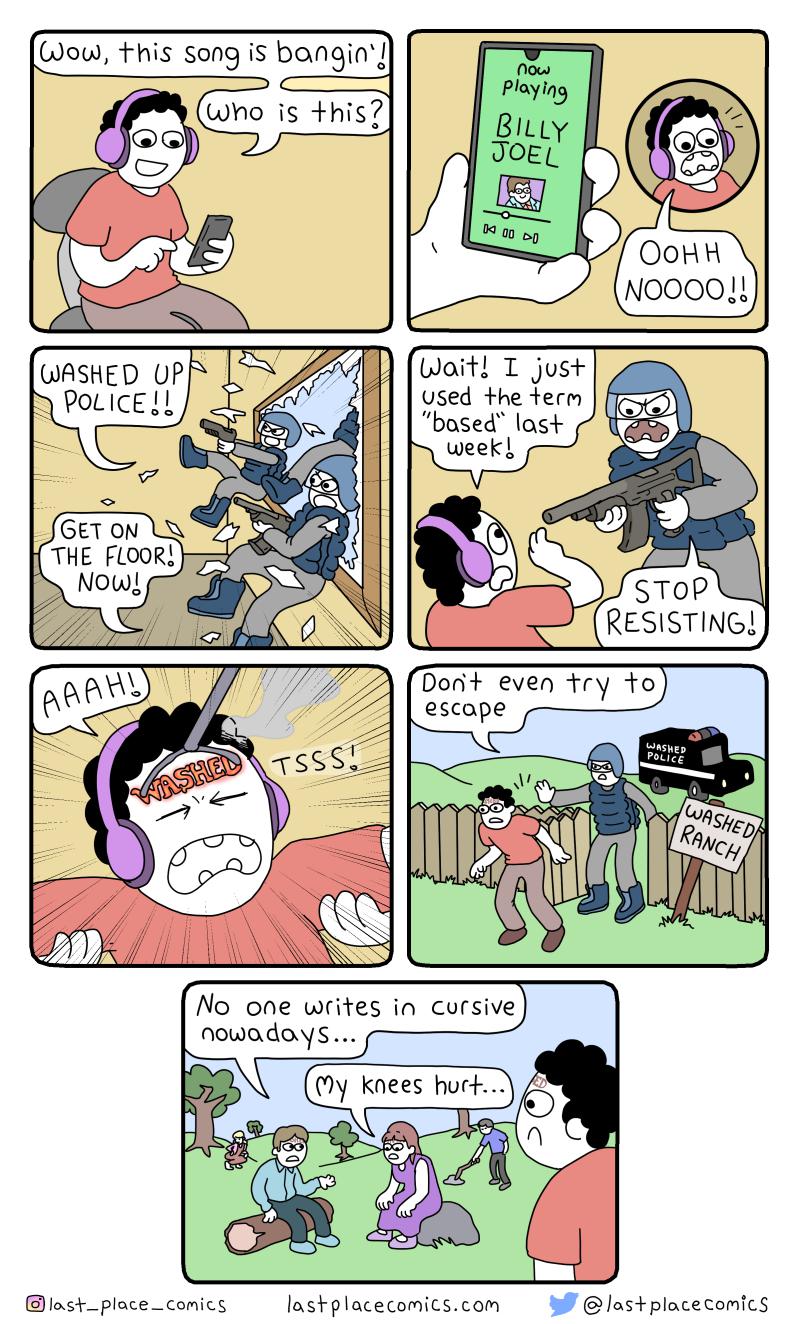 Wow, this song is bangin'!
Who is this?
now
playing
BILLY
JOEL
OOHH
NOOOO!!
WASHED UP
POLICE!!
GET ON
THE FLOOR!
NOW!
Wait! I just
used the term
"based" last
week!
STOP
RESISTING!
AAAH!
WASHED
TSSS!
Don't even try to
escape
WASHED
POLICE
WASHED
RANCH
No one writes in cursive
nowadays...
My knees hurt...
ED
last_place_comics
lastplacecomics.com
@lastplacecomics